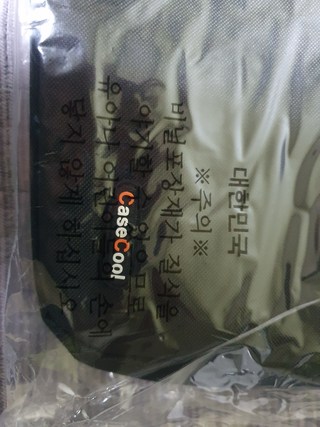 대한민국
※주의※
비닐포장재가 질식을
야기할 수 있으므로
유아나 어린이들의 손에
닿지 않게 하십시오
CaseCool